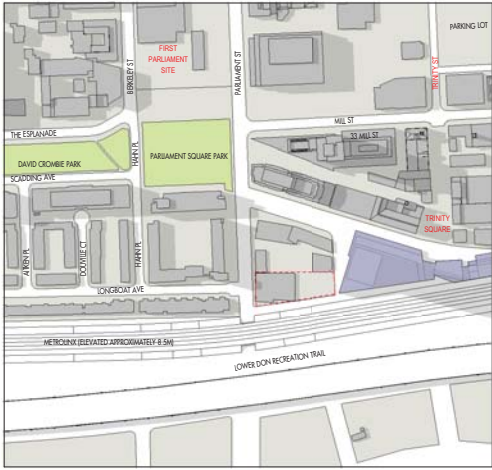 PARKING LOT
FIRST
PARLIAMENT
SITE
BERKELEY ST
PARLIAMENT ST
TRINITY ST
MILL ST
THE ESPLANADE
33 MILL ST
HAHN PL
PARLIAMENT SQUARE PARK
DAVID CROMBIE PARK
SCADDING AVE
TRINITY
SQUARE
AITKEN PL
DOUVILLE CT
HAHN PL
LONGBOAT AVE
METROLINX (ELEVATED APPROXIMATELY 8.5M)
LOWER DON RECREATION TRAIL